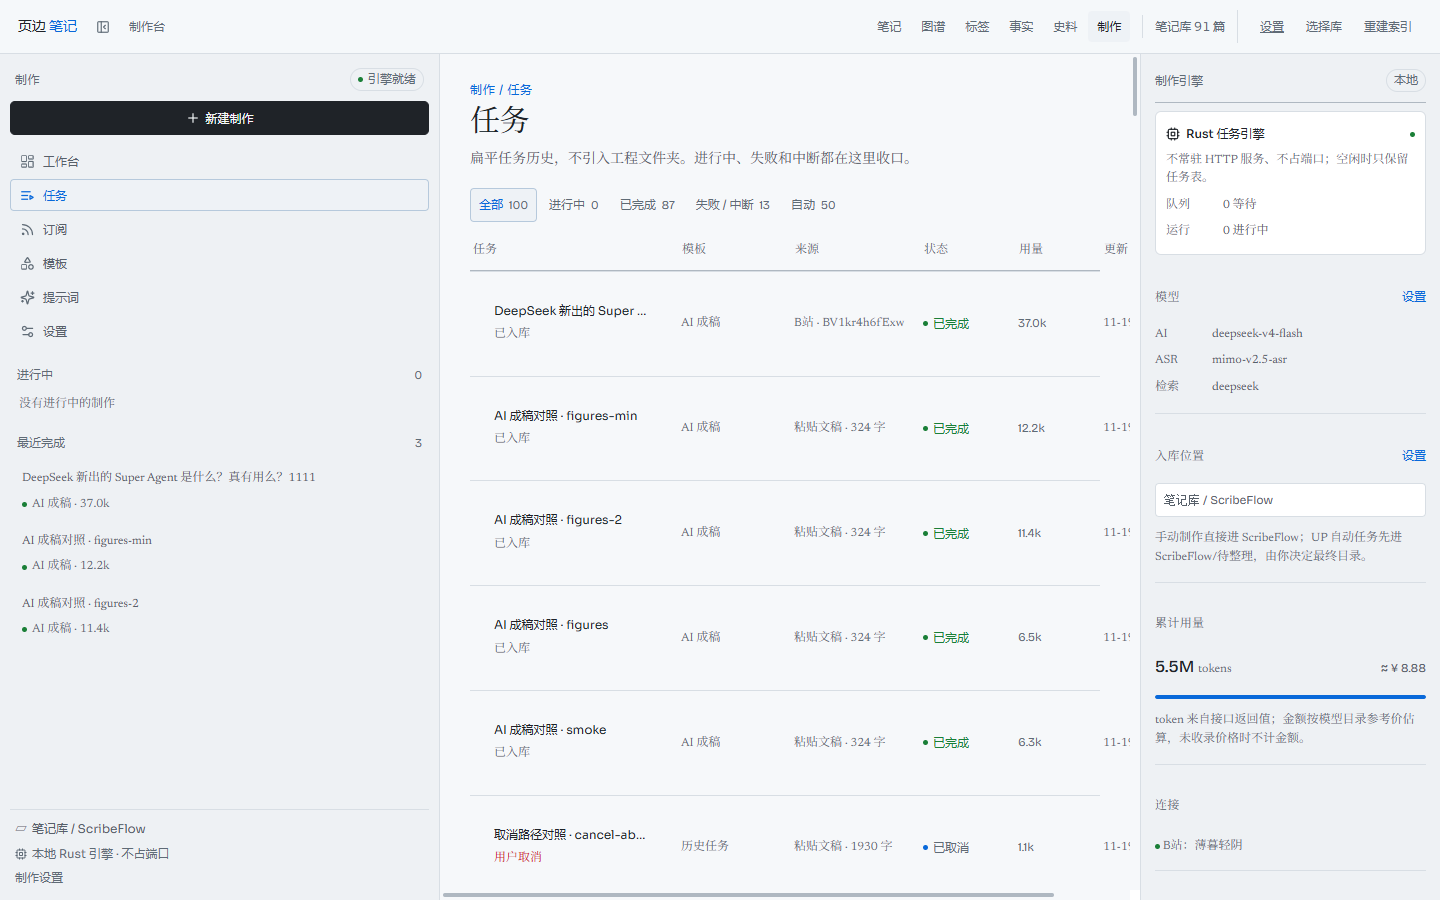 页边 笔记
制作台
笔记 图谱 标签 事实 史料 制作 笔记库 91 篇 设置 选择库 重建索引
制作
引擎就绪
新建制作
工作台
任务
订阅
模板
提示词
设置
进行中 0
没有进行中的制作
最近完成 3
DeepSeek 新出的 Super Agent 是什么？真有用么？1111
AI 成稿 · 37.0k
AI 成稿对照 · figures-min
AI 成稿 · 12.2k
AI 成稿对照 · figures-2
AI 成稿 · 11.4k
笔记库 / ScribeFlow
本地 Rust 引擎 · 不占端口
制作设置
制作 / 任务
任务
扁平任务历史，不引入工程文件夹。进行中、失败和中断都在这里收口。
全部 100 进行中 0 已完成 87 失败 / 中断 13 自动 50
任务 模板 来源 状态 用量 更新
DeepSeek 新出的 Super ...
已入库
AI 成稿 B站 · BV1kr4h6fExw 已完成 37.0k 11-1
AI 成稿对照 · figures-min
已入库
AI 成稿 粘贴文稿 · 324 字 已完成 12.2k 11-1
AI 成稿对照 · figures-2
已入库
AI 成稿 粘贴文稿 · 324 字 已完成 11.4k 11-1
AI 成稿对照 · figures
已入库
AI 成稿 粘贴文稿 · 324 字 已完成 6.5k 11-1
AI 成稿对照 · smoke
已入库
AI 成稿 粘贴文稿 · 324 字 已完成 6.3k 11-1
取消路径对照 · cancel-ab...
用户取消
历史任务 粘贴文稿 · 1930 字 已取消 1.1k 11-1
制作引擎 本地
Rust 任务引擎
不常驻 HTTP 服务、不占端口；空闲时只保留
任务表。
队列 0 等待
运行 0 进行中
模型 设置
AI deepseek-v4-flash
ASR mimo-v2.5-asr
检索 deepseek
入库位置 设置
笔记库 / ScribeFlow
手动制作直接进 ScribeFlow；UP 自动任务先进
ScribeFlow/待整理，由你决定最终目录。
累计用量
5.5M tokens ≈ ¥ 8.88
token 来自接口返回值；金额按模型目录参考价估
算，未收录价格时不计金额。
连接
B站：薄暮轻阴